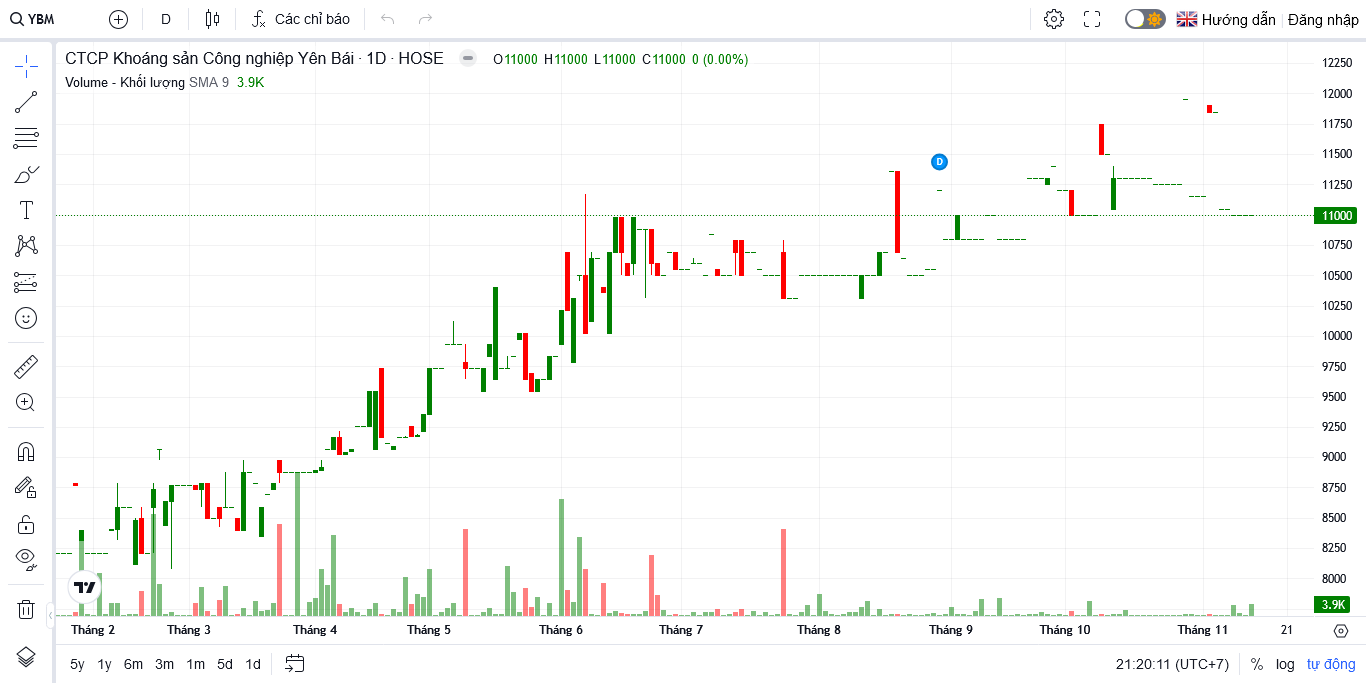 YBM D Các chỉ báo Hướng dẫn Đăng nhập
CTCP Khoáng sản Công nghiệp Yên Bái · 1D · HOSE O11000 H11000 L11000 C11000 0 (0.00%)
Volume - Khối lượng SMA 9 3.9K
12250
12000
11750
11500
D
11250
11000
10750
10500
10250
10000
9750
9500
9250
9000
8750
8500
8250
8000
3.9K
Tháng 2 Tháng 3 Tháng 4 Tháng 5 Tháng 6 Tháng 7 Tháng 8 Tháng 9 Tháng 10 Tháng 11 21
5y 1y 6m 3m 1m 5d 1d 21:20:11 (UTC+7) % log tự động